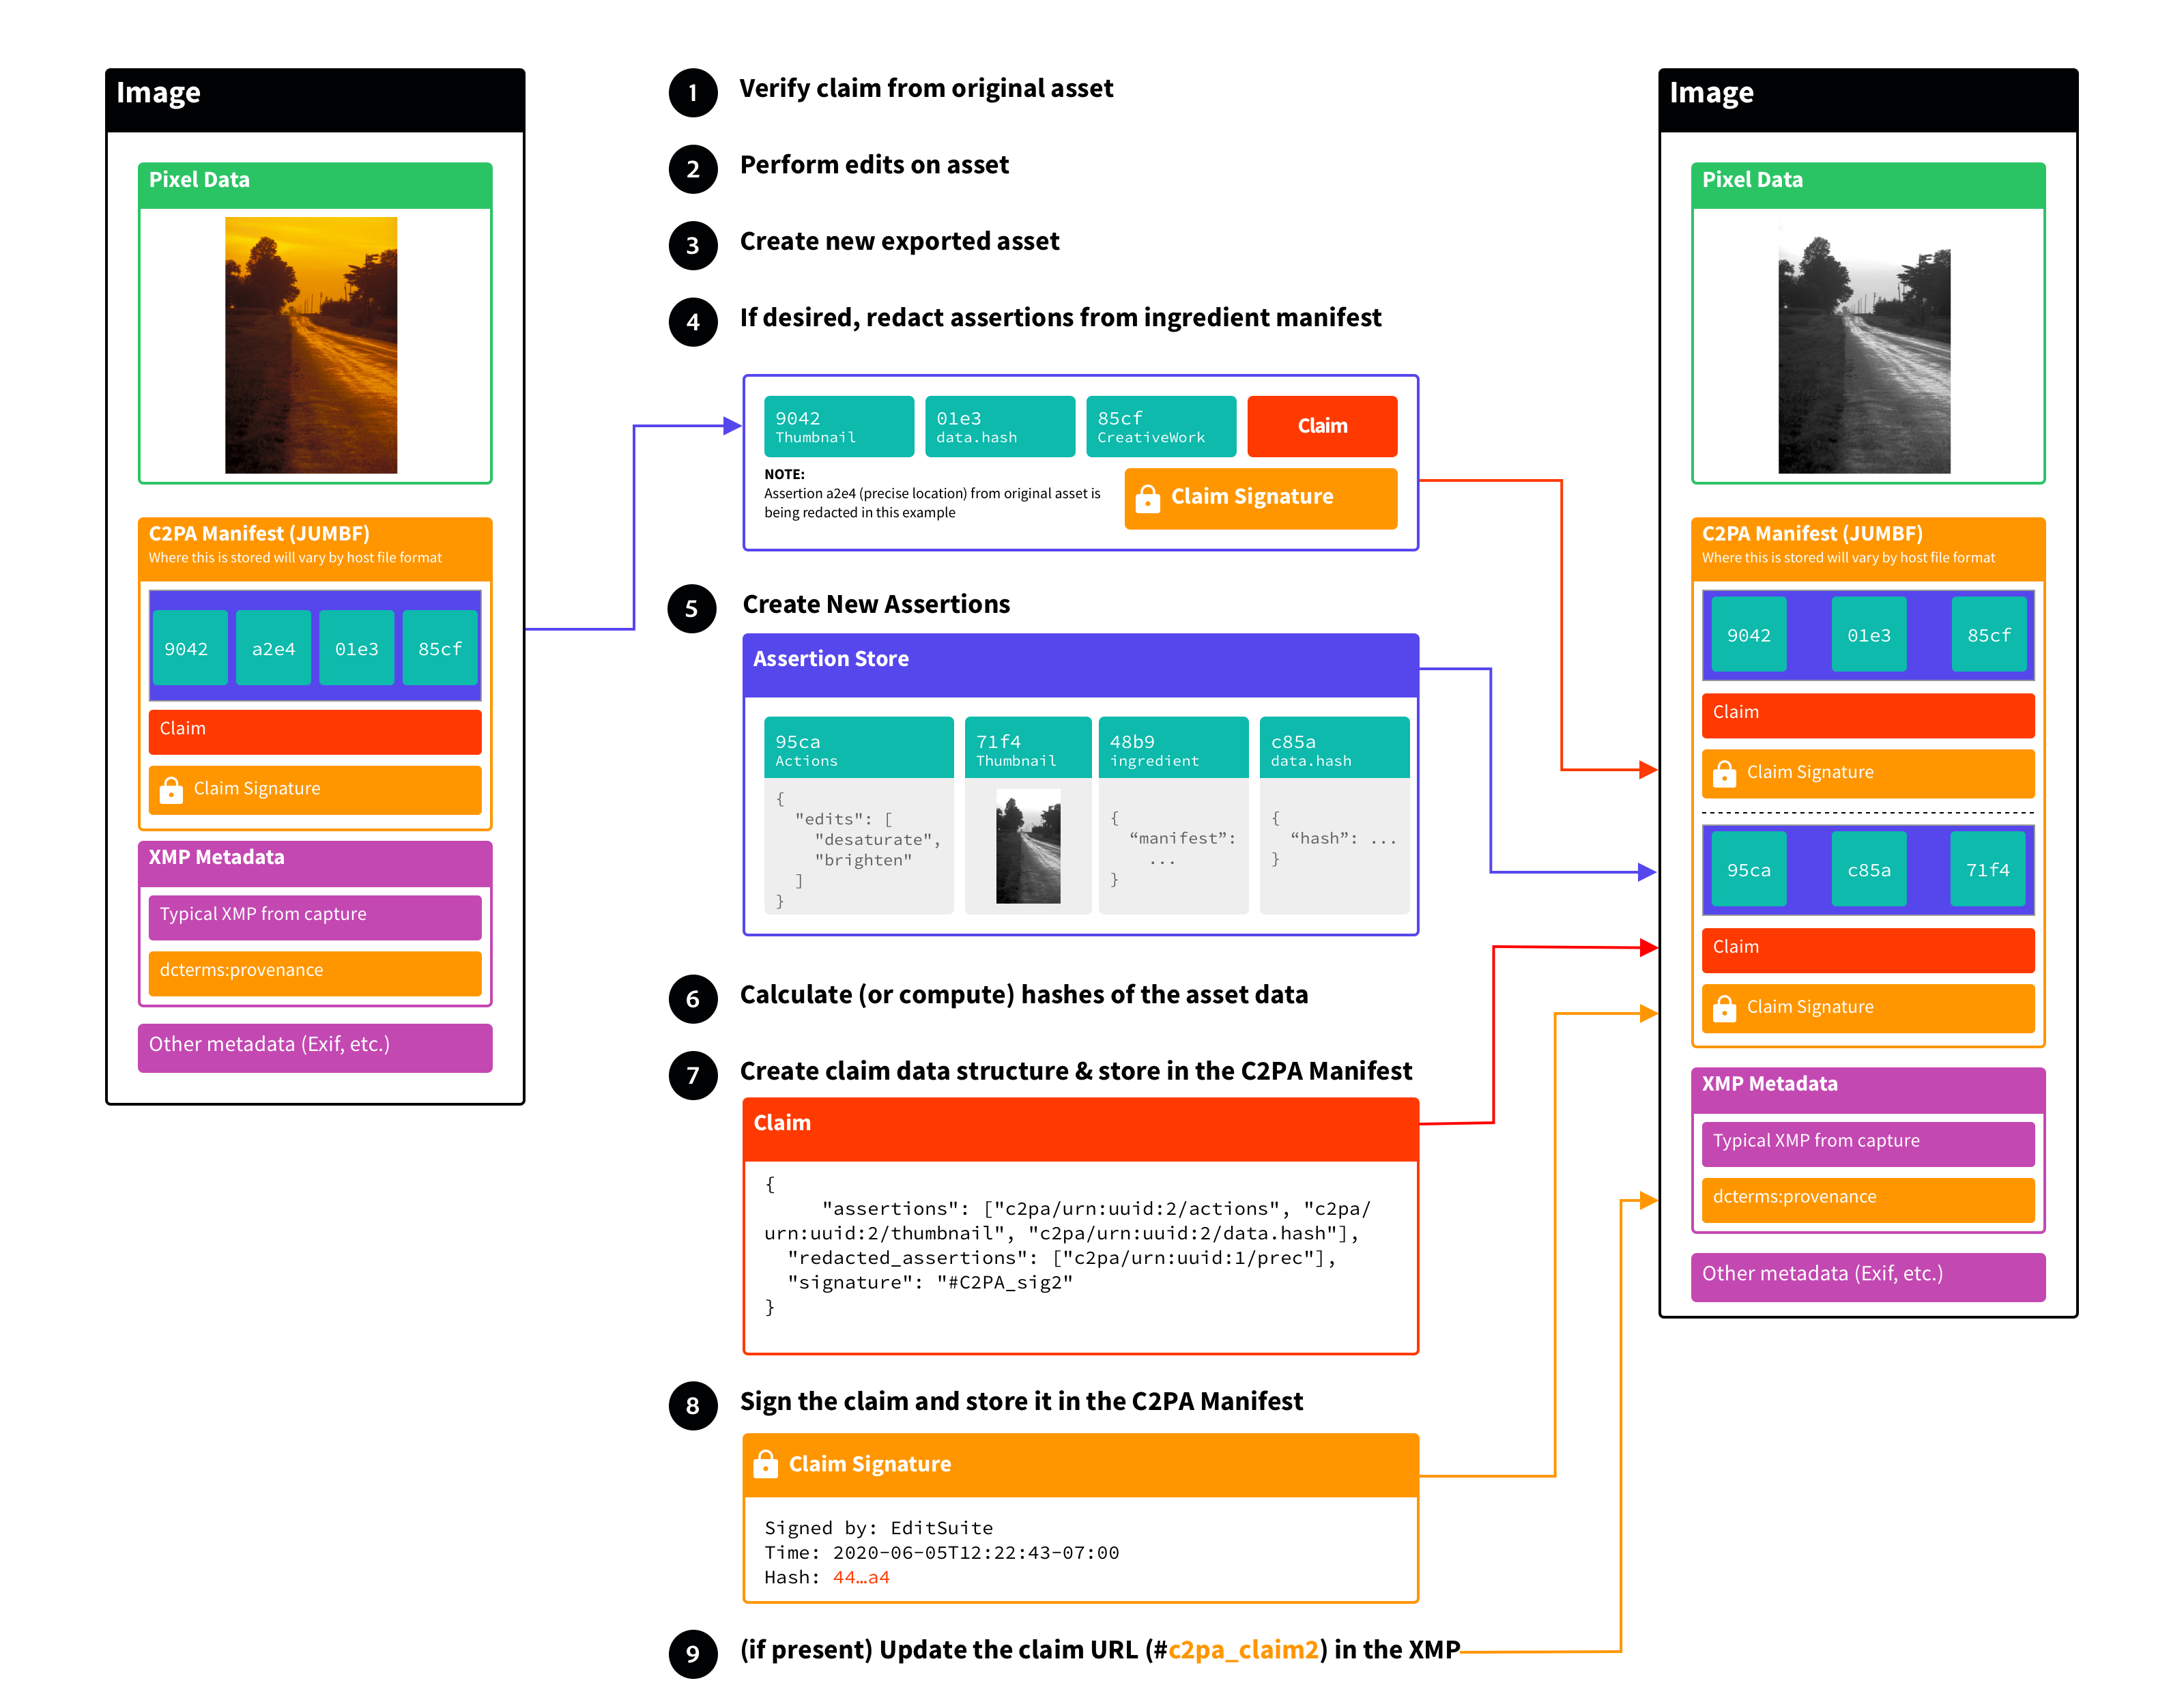 Image
Pixel Data
C2PA Manifest (JUMBF)
Where this is stored will vary by host file format
9042 a2e4 01e3 85cf
Claim
Claim Signature
XMP Metadata
Typical XMP from capture
dcterms:provenance
Other metadata (Exif, etc.)
1 Verify claim from original asset
2 Perform edits on asset
3 Create new exported asset
4 If desired, redact assertions from ingredient manifest
9042 01e3 85cf Claim
Thumbnail data.hash CreativeWork
NOTE:
Assertion a2e4 (precise location) from original asset is
being redacted in this example
Claim Signature
5 Create New Assertions
Assertion Store
95ca
Actions
{
"edits": [
"desaturate",
"brighten"
]
}
71f4
Thumbnail
48b9
ingredient
{
“manifest”:
...
}
c85a
data.hash
{
“hash”: ...
}
6 Calculate (or compute) hashes of the asset data
7 Create claim data structure & store in the C2PA Manifest
Claim
{
"assertions": ["c2pa/urn:uuid:2/actions", "c2pa/
urn:uuid:2/thumbnail", "c2pa/urn:uuid:2/data.hash"],
"redacted_assertions": ["c2pa/urn:uuid:1/prec"],
"signature": "#C2PA_sig2"
}
8 Sign the claim and store it in the C2PA Manifest
Claim Signature
Signed by: EditSuite
Time: 2020-06-05T12:22:43-07:00
Hash: 44…a4
9 (if present) Update the claim URL (#c2pa_claim2) in the XMP
Image
Pixel Data
C2PA Manifest (JUMBF)
Where this is stored will vary by host file format
9042 01e3 85cf
Claim
Claim Signature
95ca c85a 71f4
Claim
Claim Signature
XMP Metadata
Typical XMP from capture
dcterms:provenance
Other metadata (Exif, etc.)